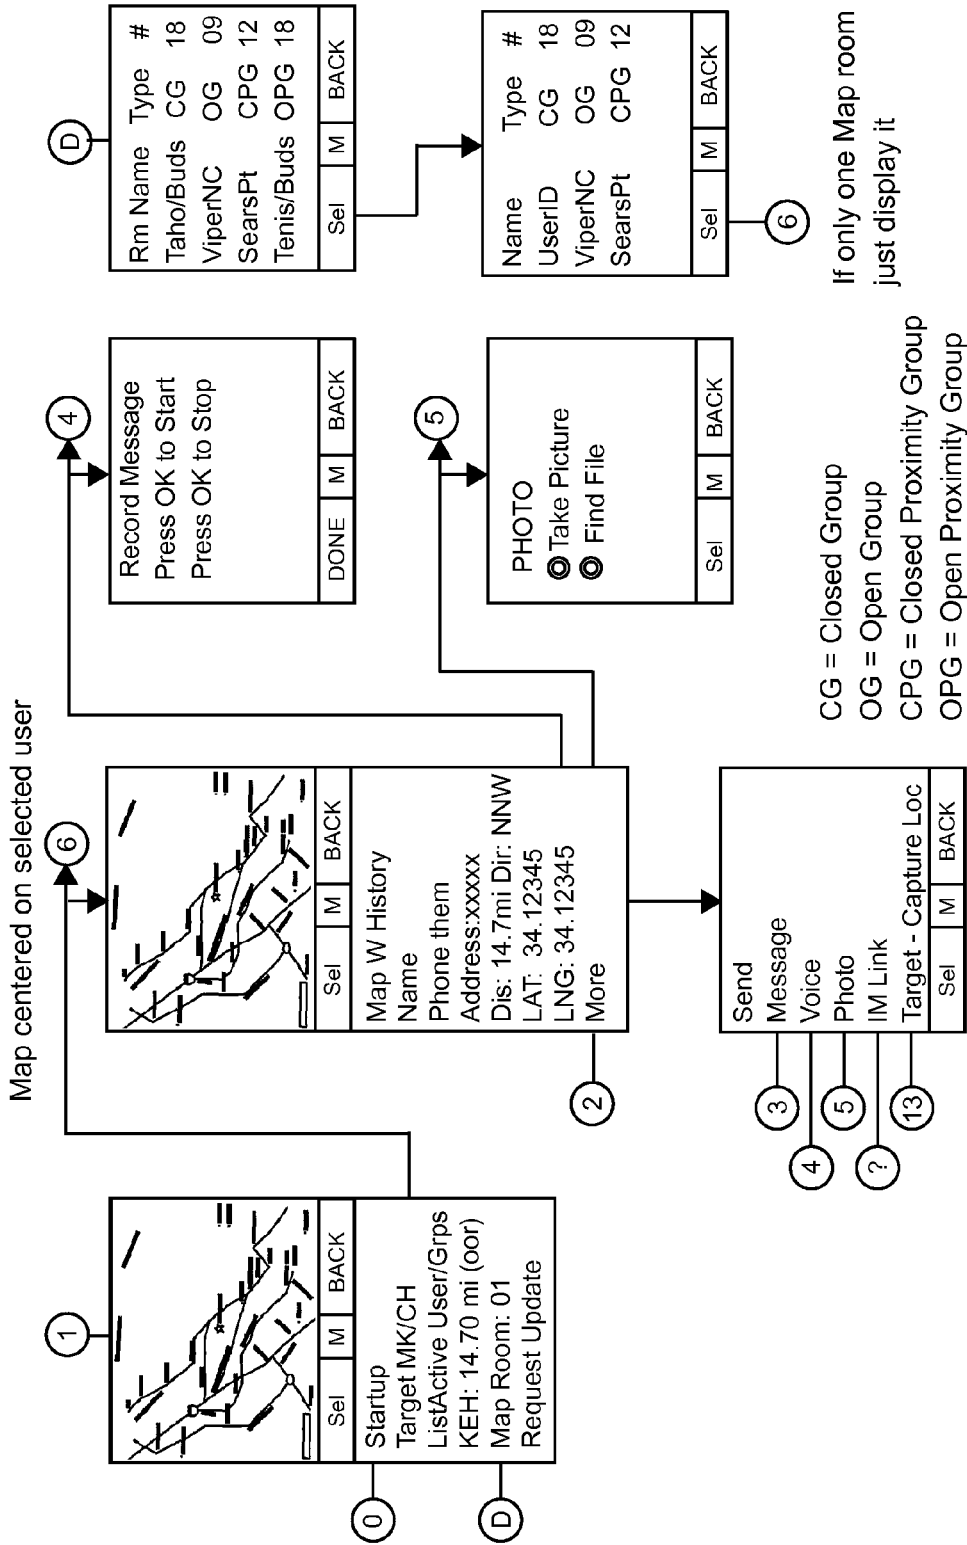 Map centered on selected user
1
Sel M BACK
Startup
Target MK/CH
ListActive User/Grps
KEH: 14.70 mi (oor)
Map Room: 01
Request Update
0
D
6
Sel M BACK
Map W History
Name
Phone them
Address:xxxxx
Dis: 14.7mi Dir: NNW
LAT: 34.12345
LNG: 34.12345
More
2
Send
Message
Voice
Photo
IM Link
Target - Capture Loc
Sel M BACK
3
4
5
?
13
4
Record Message
Press OK to Start
Press OK to Stop
DONE M BACK
5
PHOTO
Take Picture
Find File
Sel M BACK
CG = Closed Group
OG = Open Group
CPG = Closed Proximity Group
OPG = Open Proximity Group
D
Rm Name Type #
Taho/Buds CG 18
ViperNC OG 09
SearsPt CPG 12
Tenis/Buds OPG 18
Sel M BACK
Name Type #
UserID CG 18
ViperNC OG 09
SearsPt CPG 12
Sel M BACK
6
If only one Map room
just display it